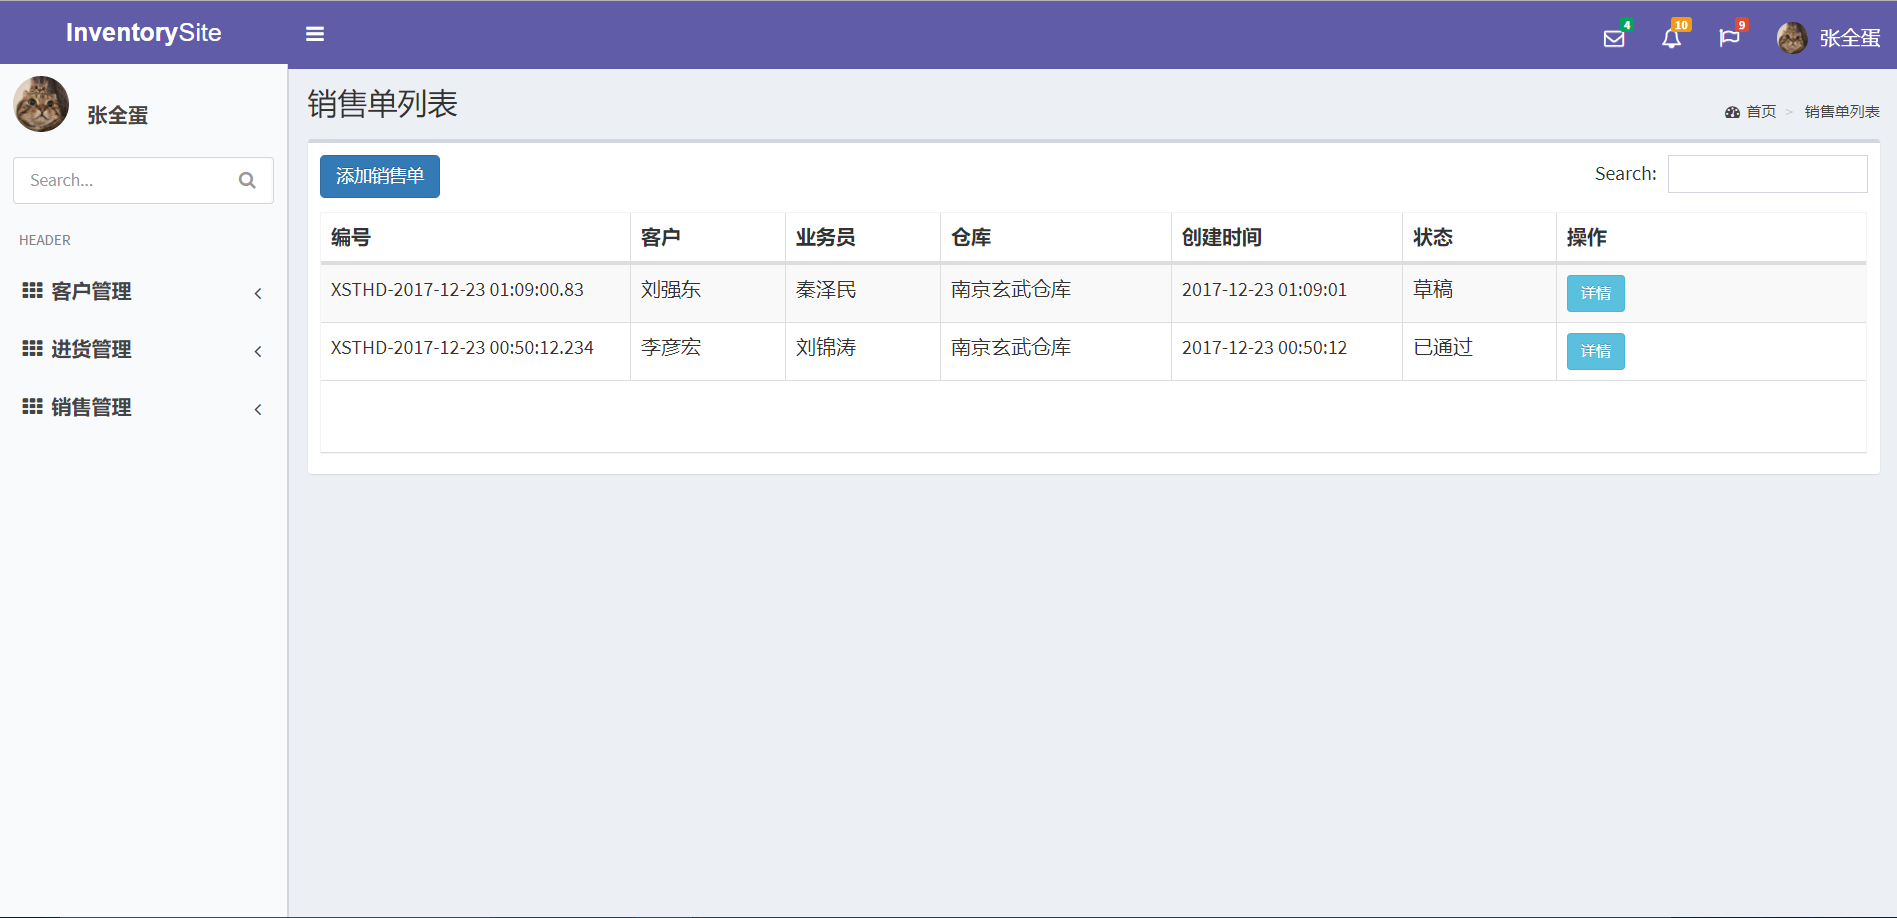 InventorySite
4
10
9
张全蛋
张全蛋
Search...
HEADER
客户管理
进货管理
销售管理
销售单列表
首页 > 销售单列表
添加销售单
Search:
编号 客户 业务员 仓库 创建时间 状态 操作
XSTHD-2017-12-23 01:09:00.83 刘强东 秦泽民 南京玄武仓库 2017-12-23 01:09:01 草稿 详情
XSTHD-2017-12-23 00:50:12.234 李彦宏 刘锦涛 南京玄武仓库 2017-12-23 00:50:12 已通过 详情